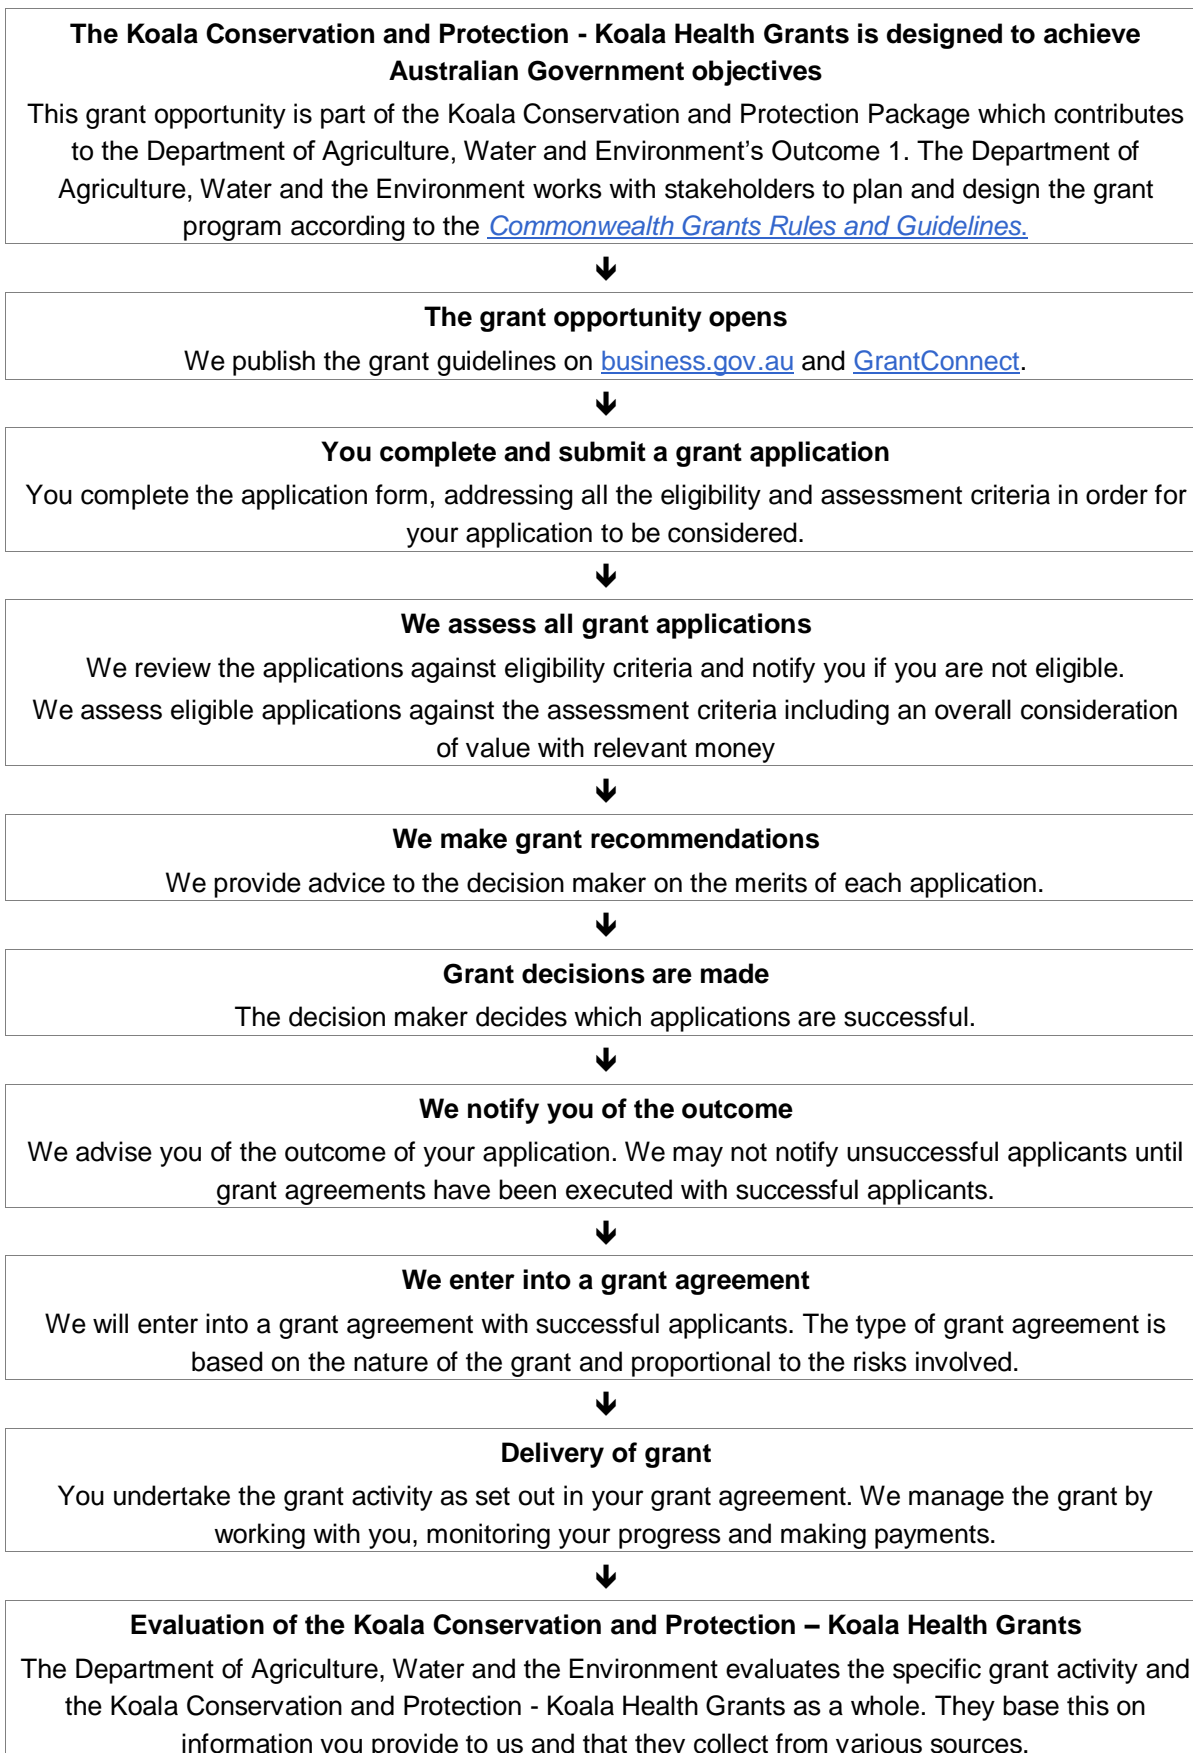 The Koala Conservation and Protection - Koala Health Grants is designed to achieve
Australian Government objectives
This grant opportunity is part of the Koala Conservation and Protection Package which contributes
to the Department of Agriculture, Water and Environment’s Outcome 1. The Department of
Agriculture, Water and the Environment works with stakeholders to plan and design the grant
program according to the Commonwealth Grants Rules and Guidelines.
The grant opportunity opens
We publish the grant guidelines on business.gov.au and GrantConnect.
You complete and submit a grant application
You complete the application form, addressing all the eligibility and assessment criteria in order for
your application to be considered.
We assess all grant applications
We review the applications against eligibility criteria and notify you if you are not eligible.
We assess eligible applications against the assessment criteria including an overall consideration
of value with relevant money
We make grant recommendations
We provide advice to the decision maker on the merits of each application.
Grant decisions are made
The decision maker decides which applications are successful.
We notify you of the outcome
We advise you of the outcome of your application. We may not notify unsuccessful applicants until
grant agreements have been executed with successful applicants.
We enter into a grant agreement
We will enter into a grant agreement with successful applicants. The type of grant agreement is
based on the nature of the grant and proportional to the risks involved.
Delivery of grant
You undertake the grant activity as set out in your grant agreement. We manage the grant by
working with you, monitoring your progress and making payments.
Evaluation of the Koala Conservation and Protection – Koala Health Grants
The Department of Agriculture, Water and the Environment evaluates the specific grant activity and
the Koala Conservation and Protection - Koala Health Grants as a whole. They base this on
information you provide to us and that they collect from various sources.